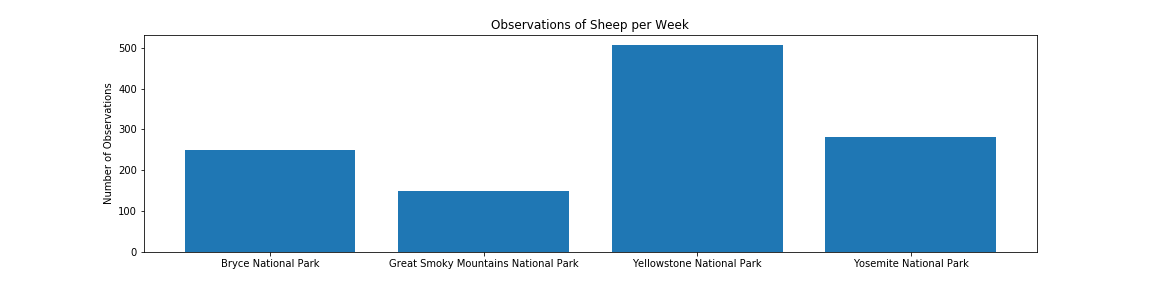 Observations of Sheep per Week
Number of Observations
500
400
300
200
100
0
Bryce National Park
Great Smoky Mountains National Park
Yellowstone National Park
Yosemite National Park